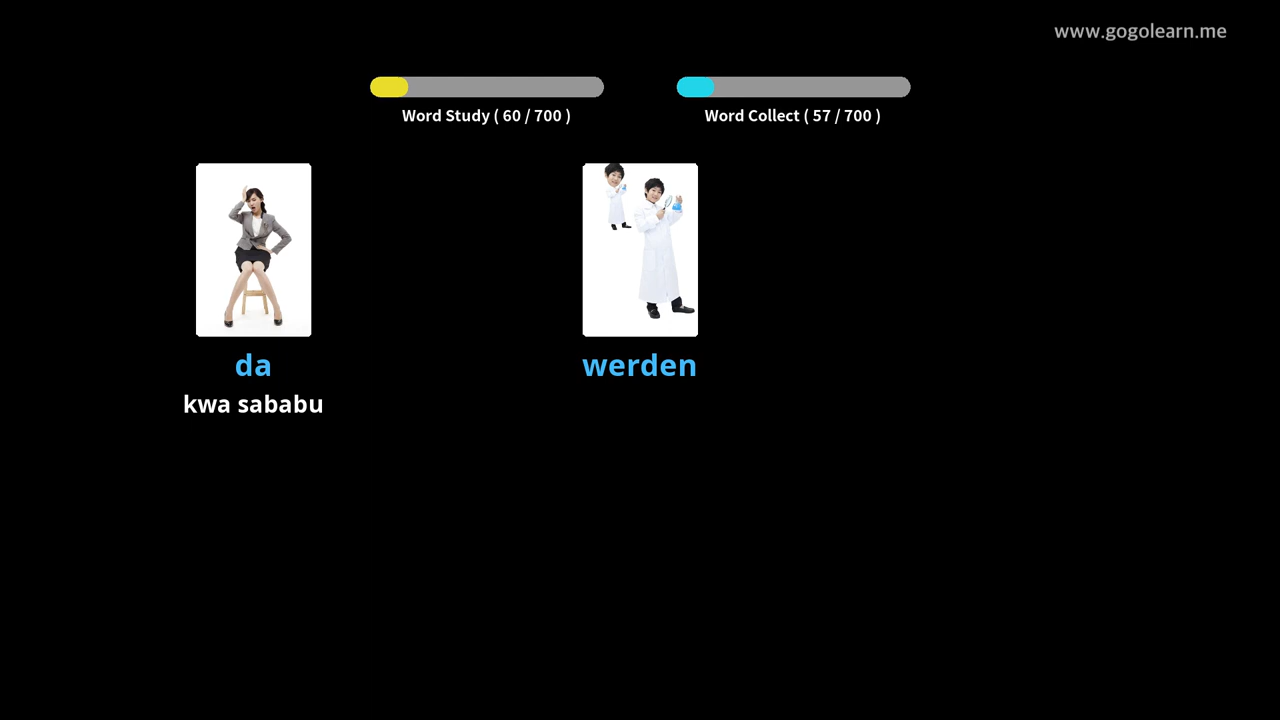 www.gogolearn.me
Word Study ( 60 / 700 )
Word Collect ( 57 / 700 )
da
kwa sababu
werden